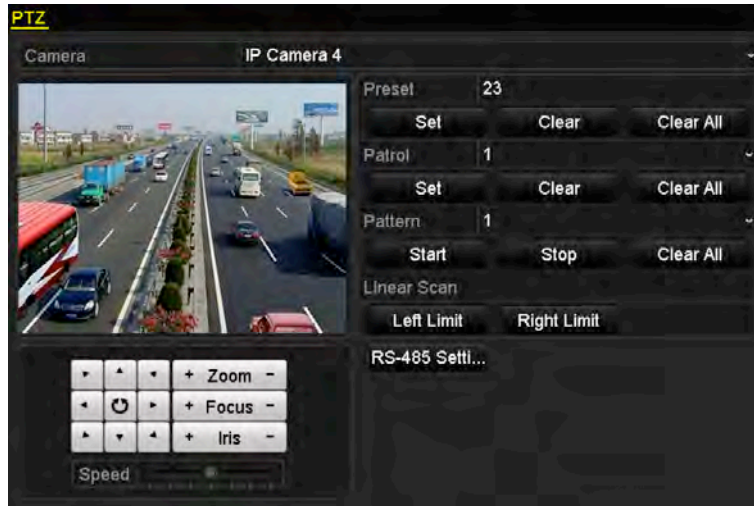 PTZ
Camera IP Camera 4
Preset 23
Set Clear Clear All
Patrol 1
Set Clear Clear All
Pattern 1
Start Stop Clear All
Linear Scan
Left Limit Right Limit
RS-485 Setti...
+ Zoom -
+ Focus -
+ Iris -
Speed